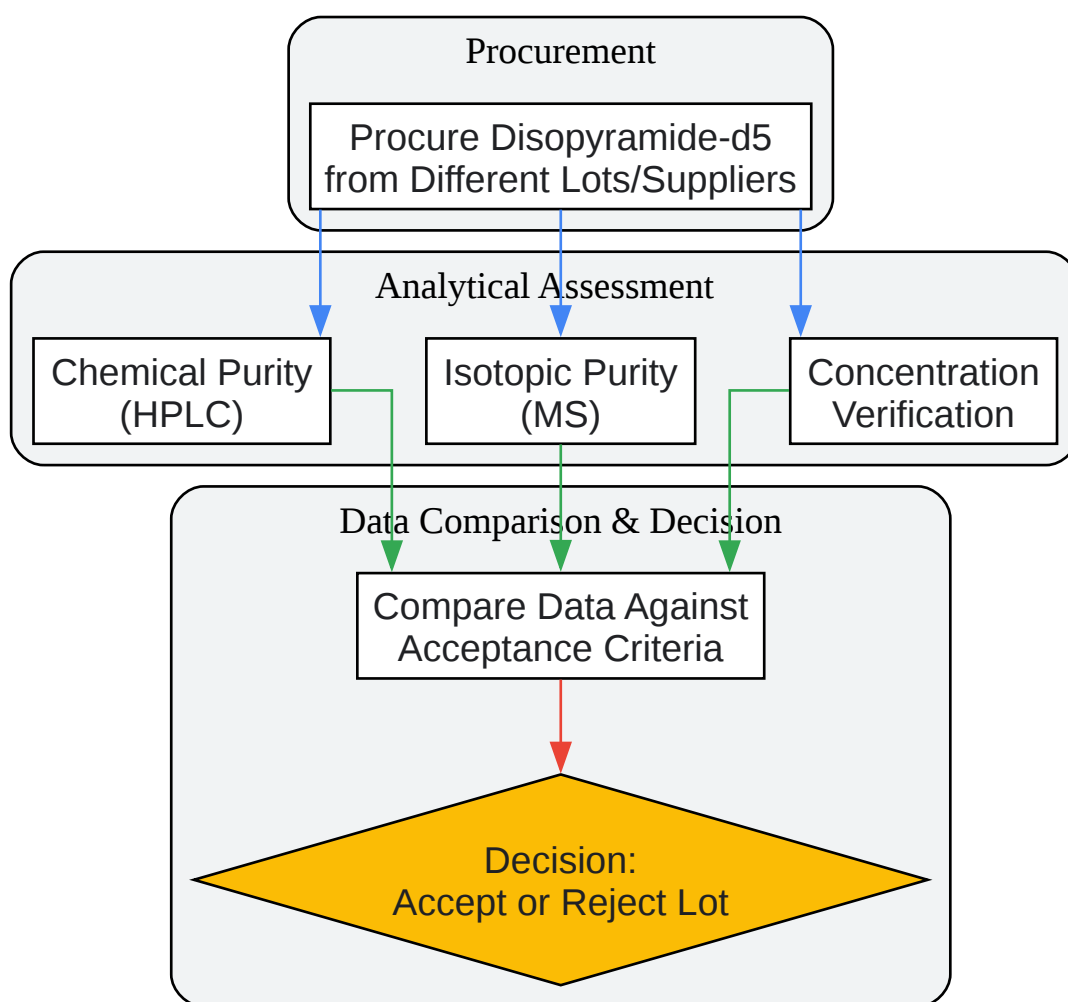 Procurement
Procure Disopyramide-d5
from Different Lots/Suppliers
Analytical Assessment
Chemical Purity
(HPLC)
Isotopic Purity
(MS)
Concentration
Verification
Data Comparison & Decision
Compare Data Against
Acceptance Criteria
Decision:
Accept or Reject Lot